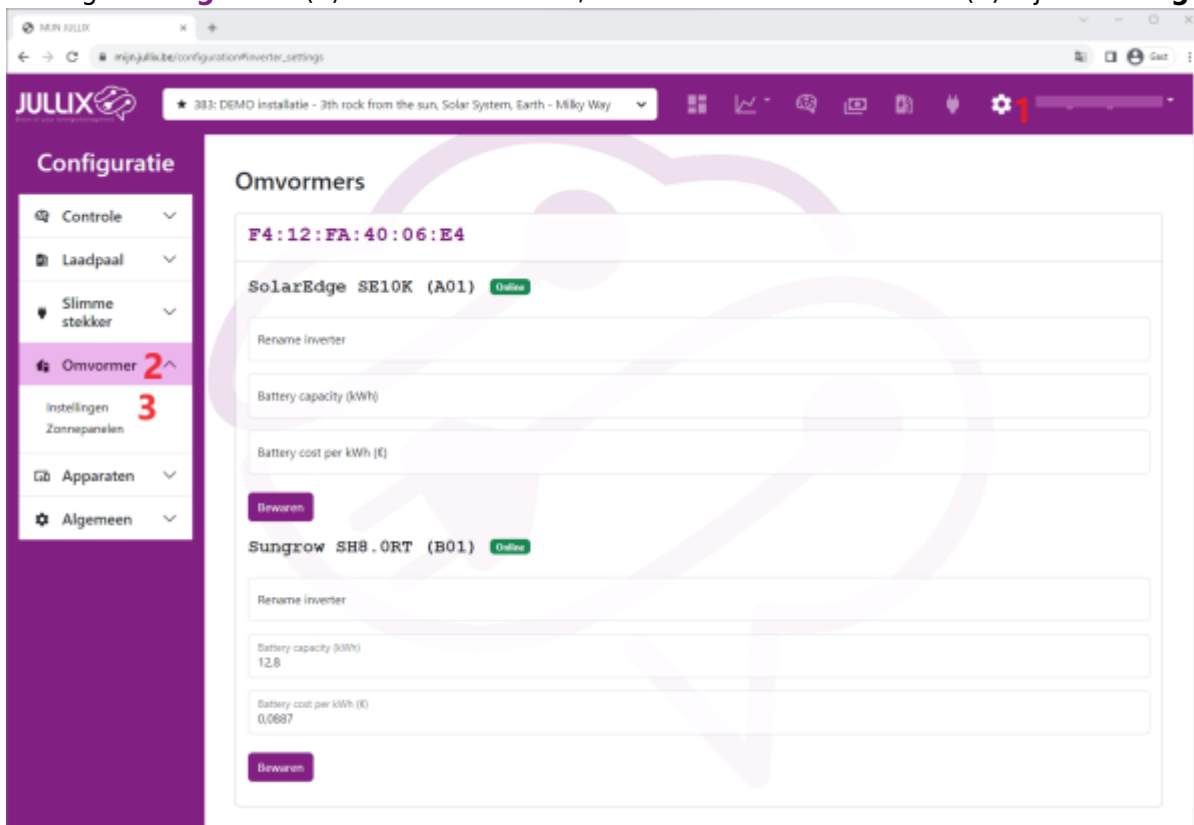 MIJN JULLIX
mijn.jullix.be/configuration#inverter_settings
Gast
JULLIX
★ 383: DEMO installatie - 3th rock from the sun, Solar System, Earth - Milky Way
1
Configuratie
Controle
Laadpaal
Slimme
stekker
Omvormer 2
Instellingen 3
Zonnepanelen
Apparaten
Algemeen
Omvormers
F4:12:FA:40:06:E4
SolarEdge SE10K (A01) Online
Rename inverter
Battery capacity (kWh)
Battery cost per kWh (€)
Bewaren
Sungrow SH8.0RT (B01) Online
Rename inverter
Battery capacity (kWh)
12,8
Battery cost per kWh (€)
0,0687
Bewaren